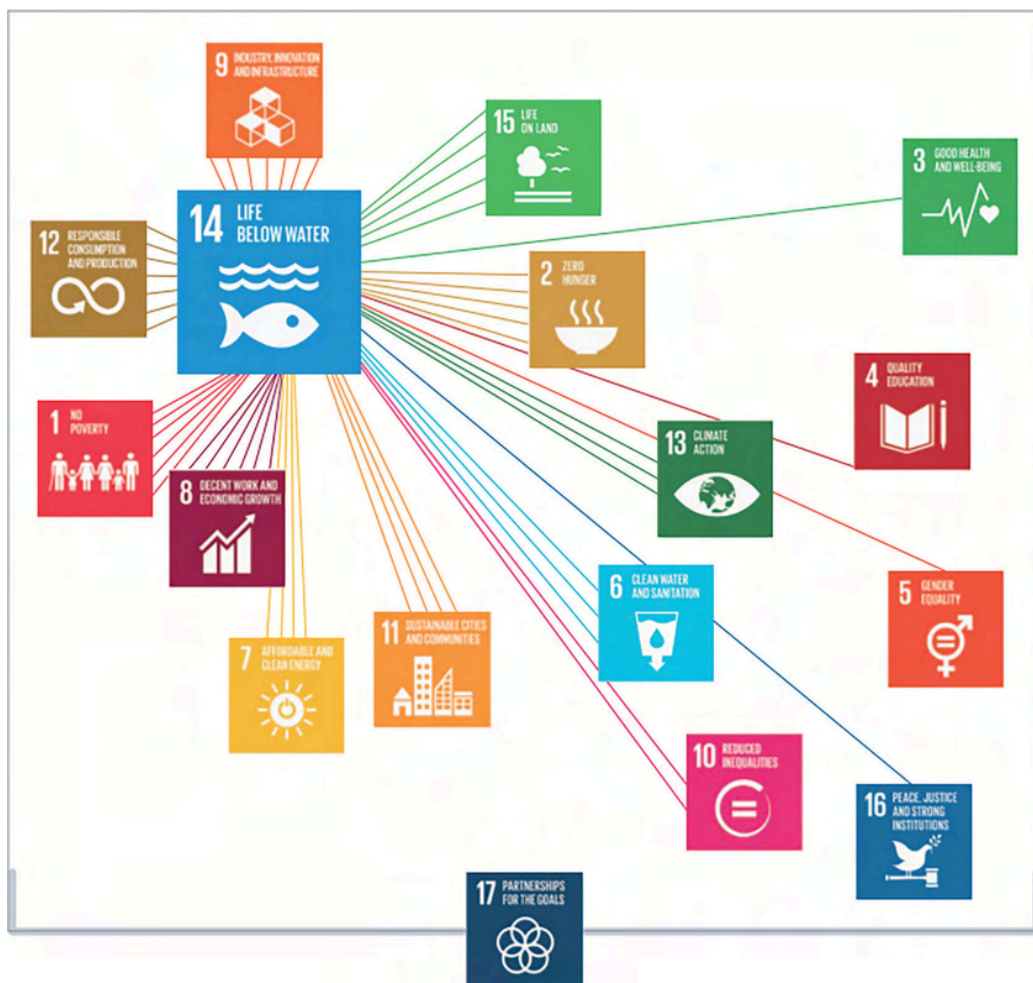 9 INDUSTRY, INNOVATION
AND INFRASTRUCTURE
15 LIFE
ON LAND
3 GOOD HEALTH
AND WELL-BEING
14 LIFE
BELOW WATER
12 RESPONSIBLE
CONSUMPTION
AND PRODUCTION
2 ZERO
HUNGER
4 QUALITY
EDUCATION
1 NO
POVERTY
13 CLIMATE
ACTION
8 DECENT WORK AND
ECONOMIC GROWTH
6 CLEAN WATER
AND SANITATION
5 GENDER
EQUALITY
11 SUSTAINABLE CITIES
AND COMMUNITIES
7 AFFORDABLE AND
CLEAN ENERGY
10 REDUCED
INEQUALITIES
16 PEACE, JUSTICE
AND STRONG
INSTITUTIONS
17 PARTNERSHIPS
FOR THE GOALS